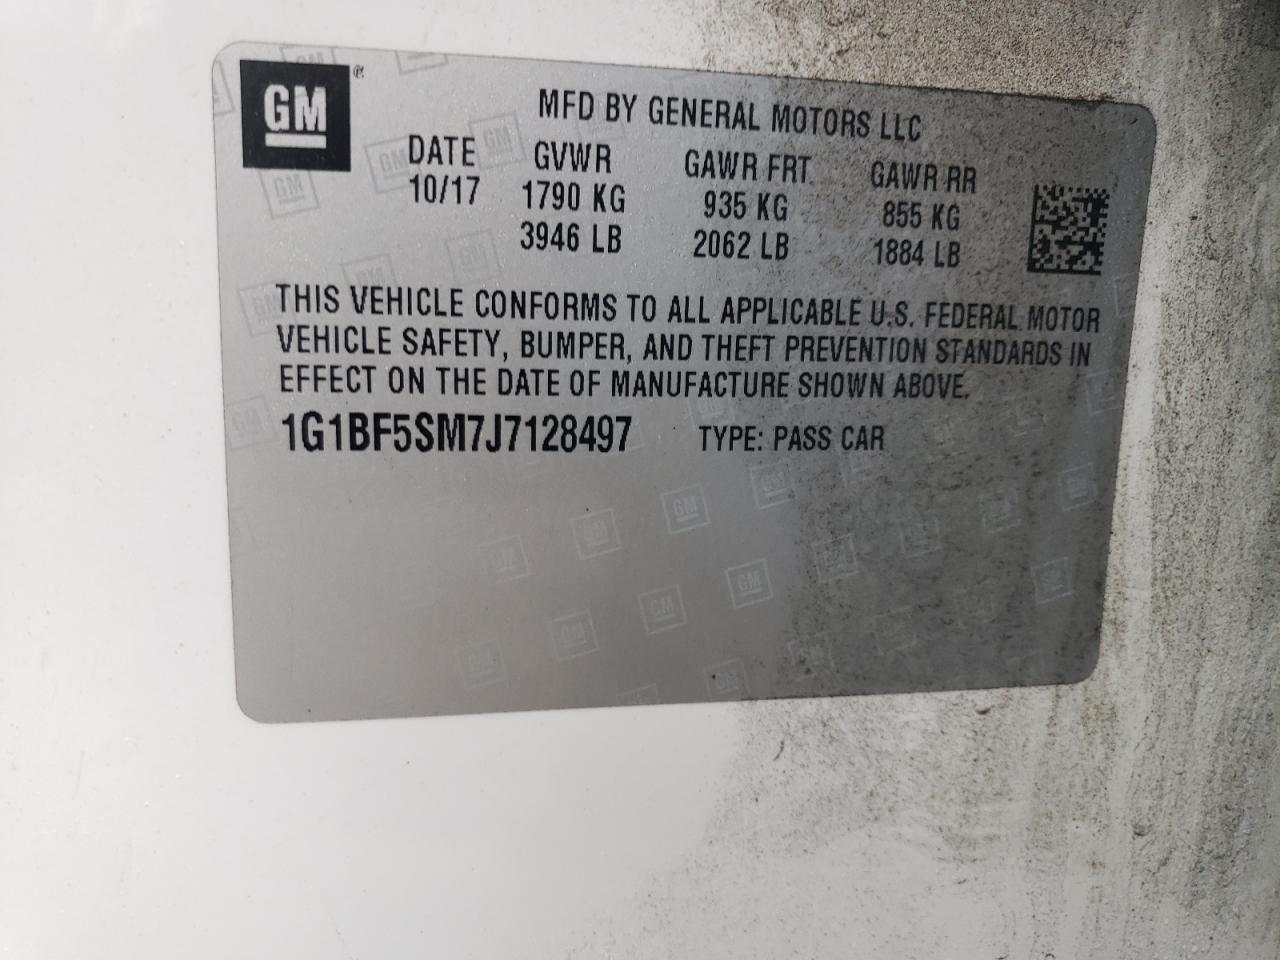 GM
MFD BY GENERAL MOTORS LLC
DATE GVWR GAWR FRT GAWR RR
10/17 1790 KG 935 KG 855 KG
3946 LB 2062 LB 1884 LB
THIS VEHICLE CONFORMS TO ALL APPLICABLE U.S. FEDERAL MOTOR
VEHICLE SAFETY, BUMPER, AND THEFT PREVENTION STANDARDS IN
EFFECT ON THE DATE OF MANUFACTURE SHOWN ABOVE.
1G1BF5SM7J7128497 TYPE: PASS CAR